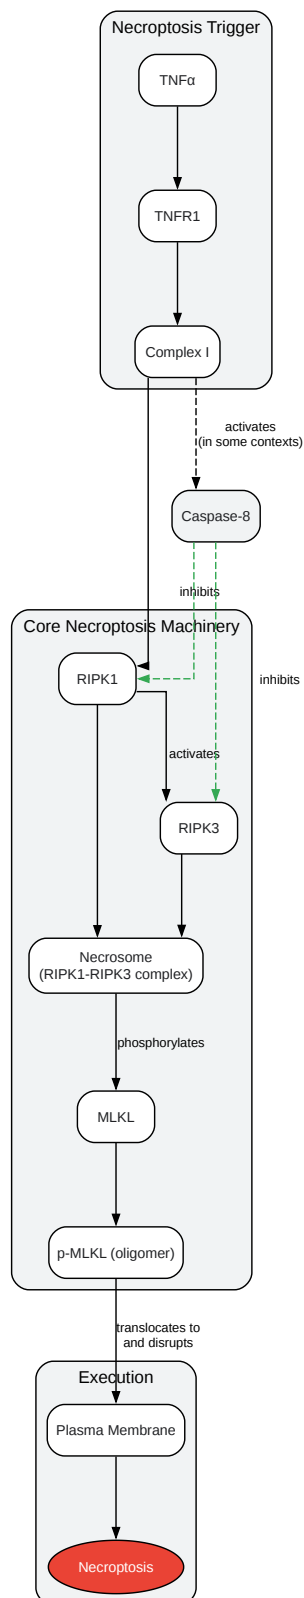 Necroptosis Trigger
TNFα
TNFR1
Complex I
activates
(in some contexts)
Caspase-8
inhibits
Core Necroptosis Machinery
RIPK1
inhibits
activates
RIPK3
Necrosome
(RIPK1-RIPK3 complex)
phosphorylates
MLKL
p-MLKL (oligomer)
translocates to
and disrupts
Execution
Plasma Membrane
Necroptosis